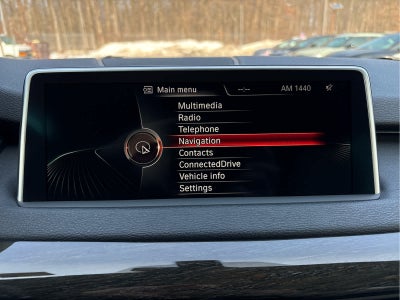 Main menu
--:--
AM 1440
Multimedia
Radio
Telephone
Navigation
Contacts
ConnectedDrive
Vehicle info
Settings